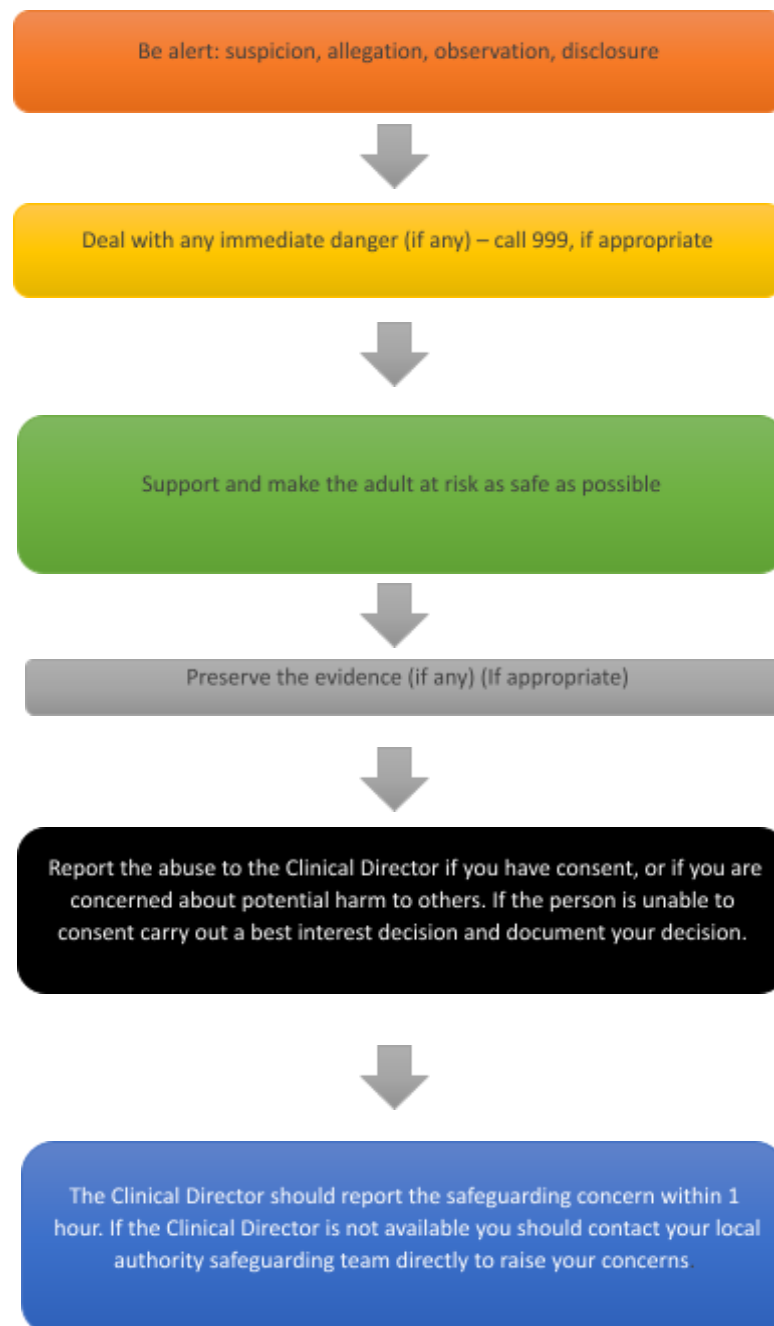 Be alert: suspicion, allegation, observation, disclosure
Deal with any immediate danger (if any) – call 999, if appropriate
Support and make the adult at risk as safe as possible
Preserve the evidence (if any) (If appropriate)
Report the abuse to the Clinical Director if you have consent, or if you are
concerned about potential harm to others. If the person is unable to
consent carry out a best interest decision and document your decision.
The Clinical Director should report the safeguarding concern within 1
hour. If the Clinical Director is not available you should contact your local
authority safeguarding team directly to raise your concerns.